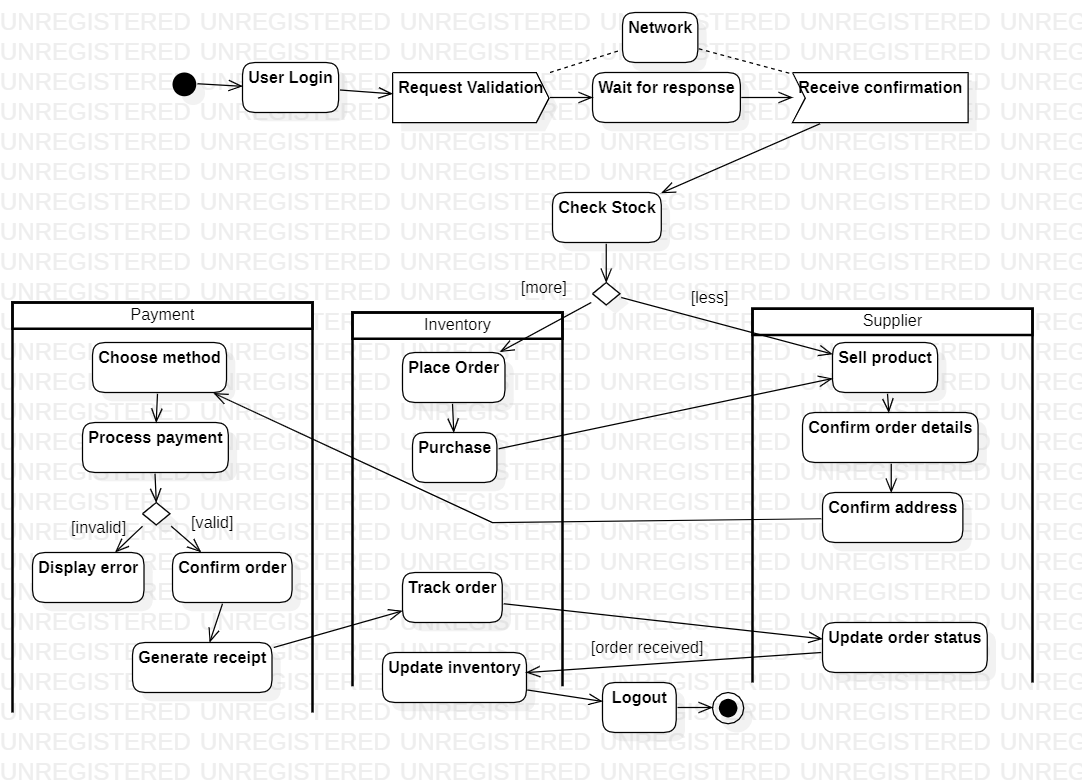 UNREGISTERED
Network
User Login
Request Validation
Wait for response
Receive confirmation
Check Stock
[more]
[less]
Payment
Inventory
Supplier
Choose method
Place Order
Sell product
Process payment
Purchase
Confirm order details
Confirm address
[invalid]
[valid]
Display error
Confirm order
Track order
Generate receipt
[order received]
Update order status
Update inventory
Logout